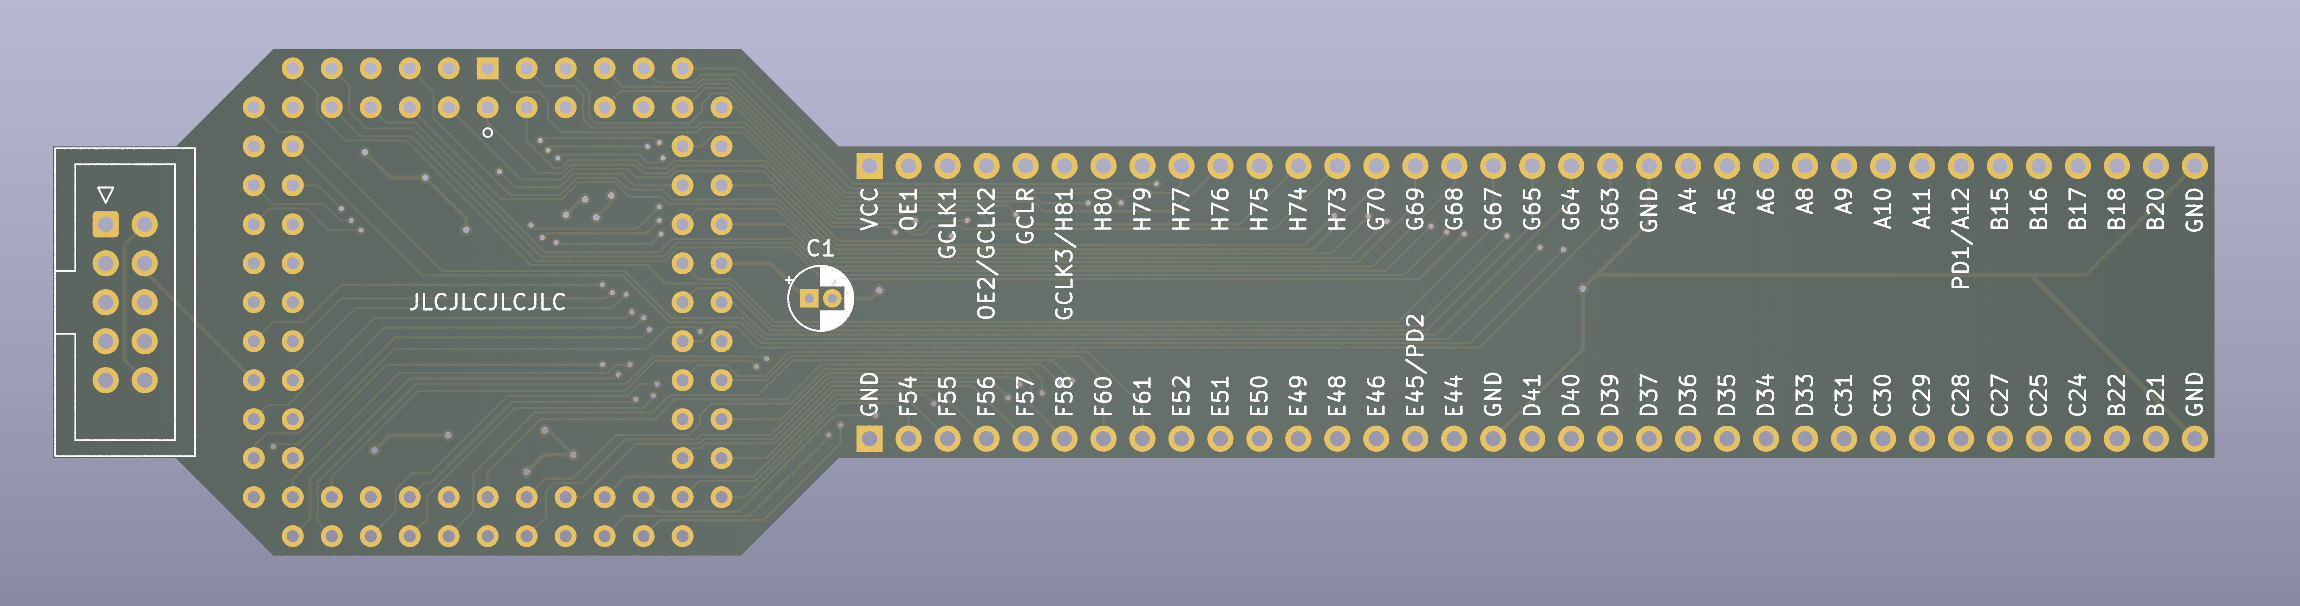 VCC
OE1
GCLK1
OE2/GCLK2
GCLR
GCLK3/H81
H80
H79
H77
H76
H75
H74
H73
G70
G69
G68
G67
G65
G64
G63
GND
A4
A5
A6
A8
A9
A10
A11
PD1/A12
B15
B16
B17
B18
B20
GND
C1
+
JLCJLCJLCJLC
GND
F54
F55
F56
F57
F58
F60
F61
E52
E51
E50
E49
E48
E46
E45/PD2
E44
GND
D41
D40
D39
D37
D36
D35
D34
D33
C31
C30
C29
C28
C27
C25
C24
B22
B21
GND